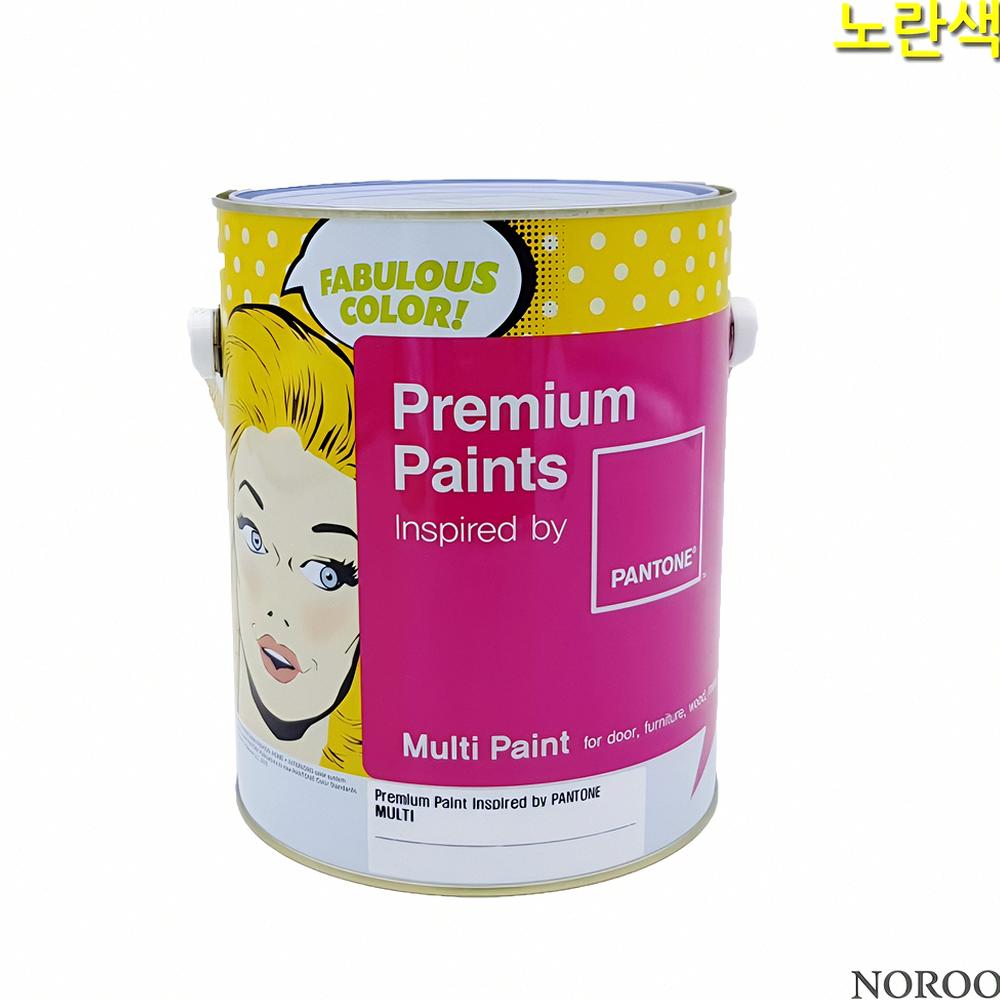 노란색
FABULOUS
COLOR!
Premium
Paints
Inspired by
PANTONE®
Multi Paint for door, furniture, wood,
Premium Paint Inspired by PANTONE
MULTI
NOROO